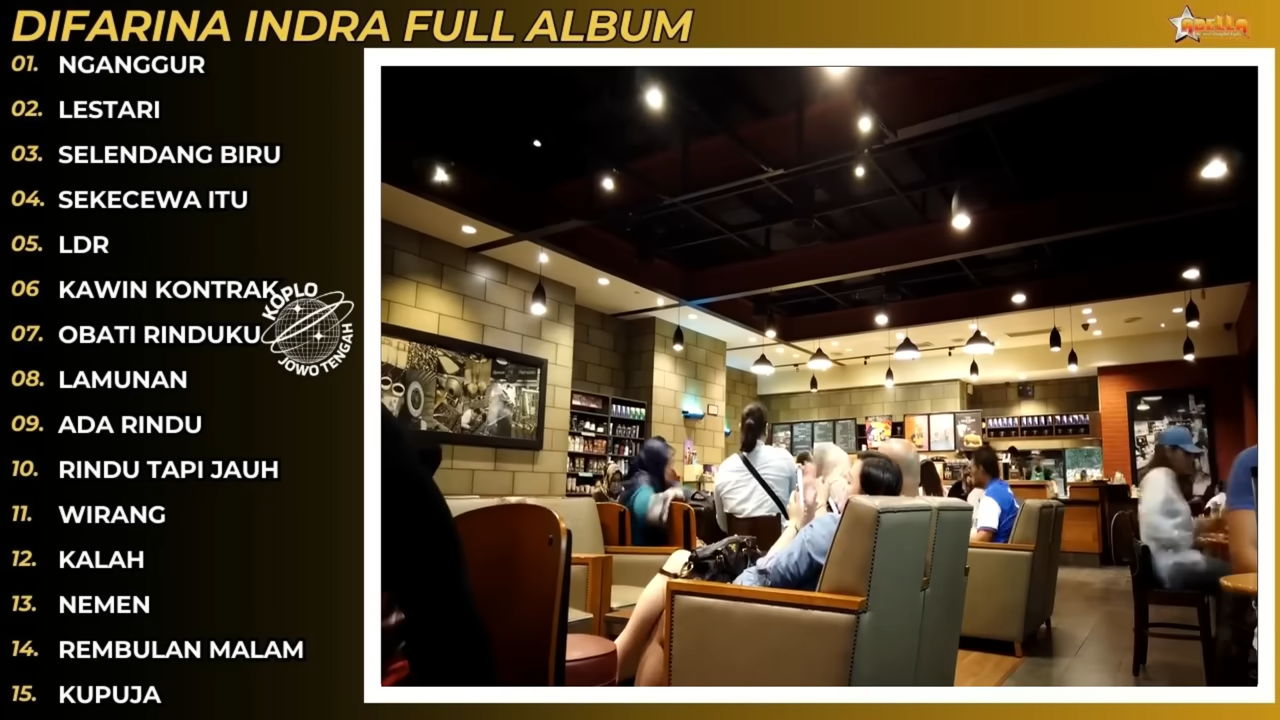 DIFARINA INDRA FULL ALBUM
01. NGANGGUR
02. LESTARI
03. SELENDANG BIRU
04. SEKECEWA ITU
05. LDR
06 KAWIN KONTRAK
07. OBATI RINDUKU
08. LAMUNAN
09. ADA RINDU
10. RINDU TAPI JAUH
11. WIRANG
12. KALAH
13. NEMEN
14. REMBULAN MALAM
15. KUPUJA
KOPLO
JOWO TENGAH